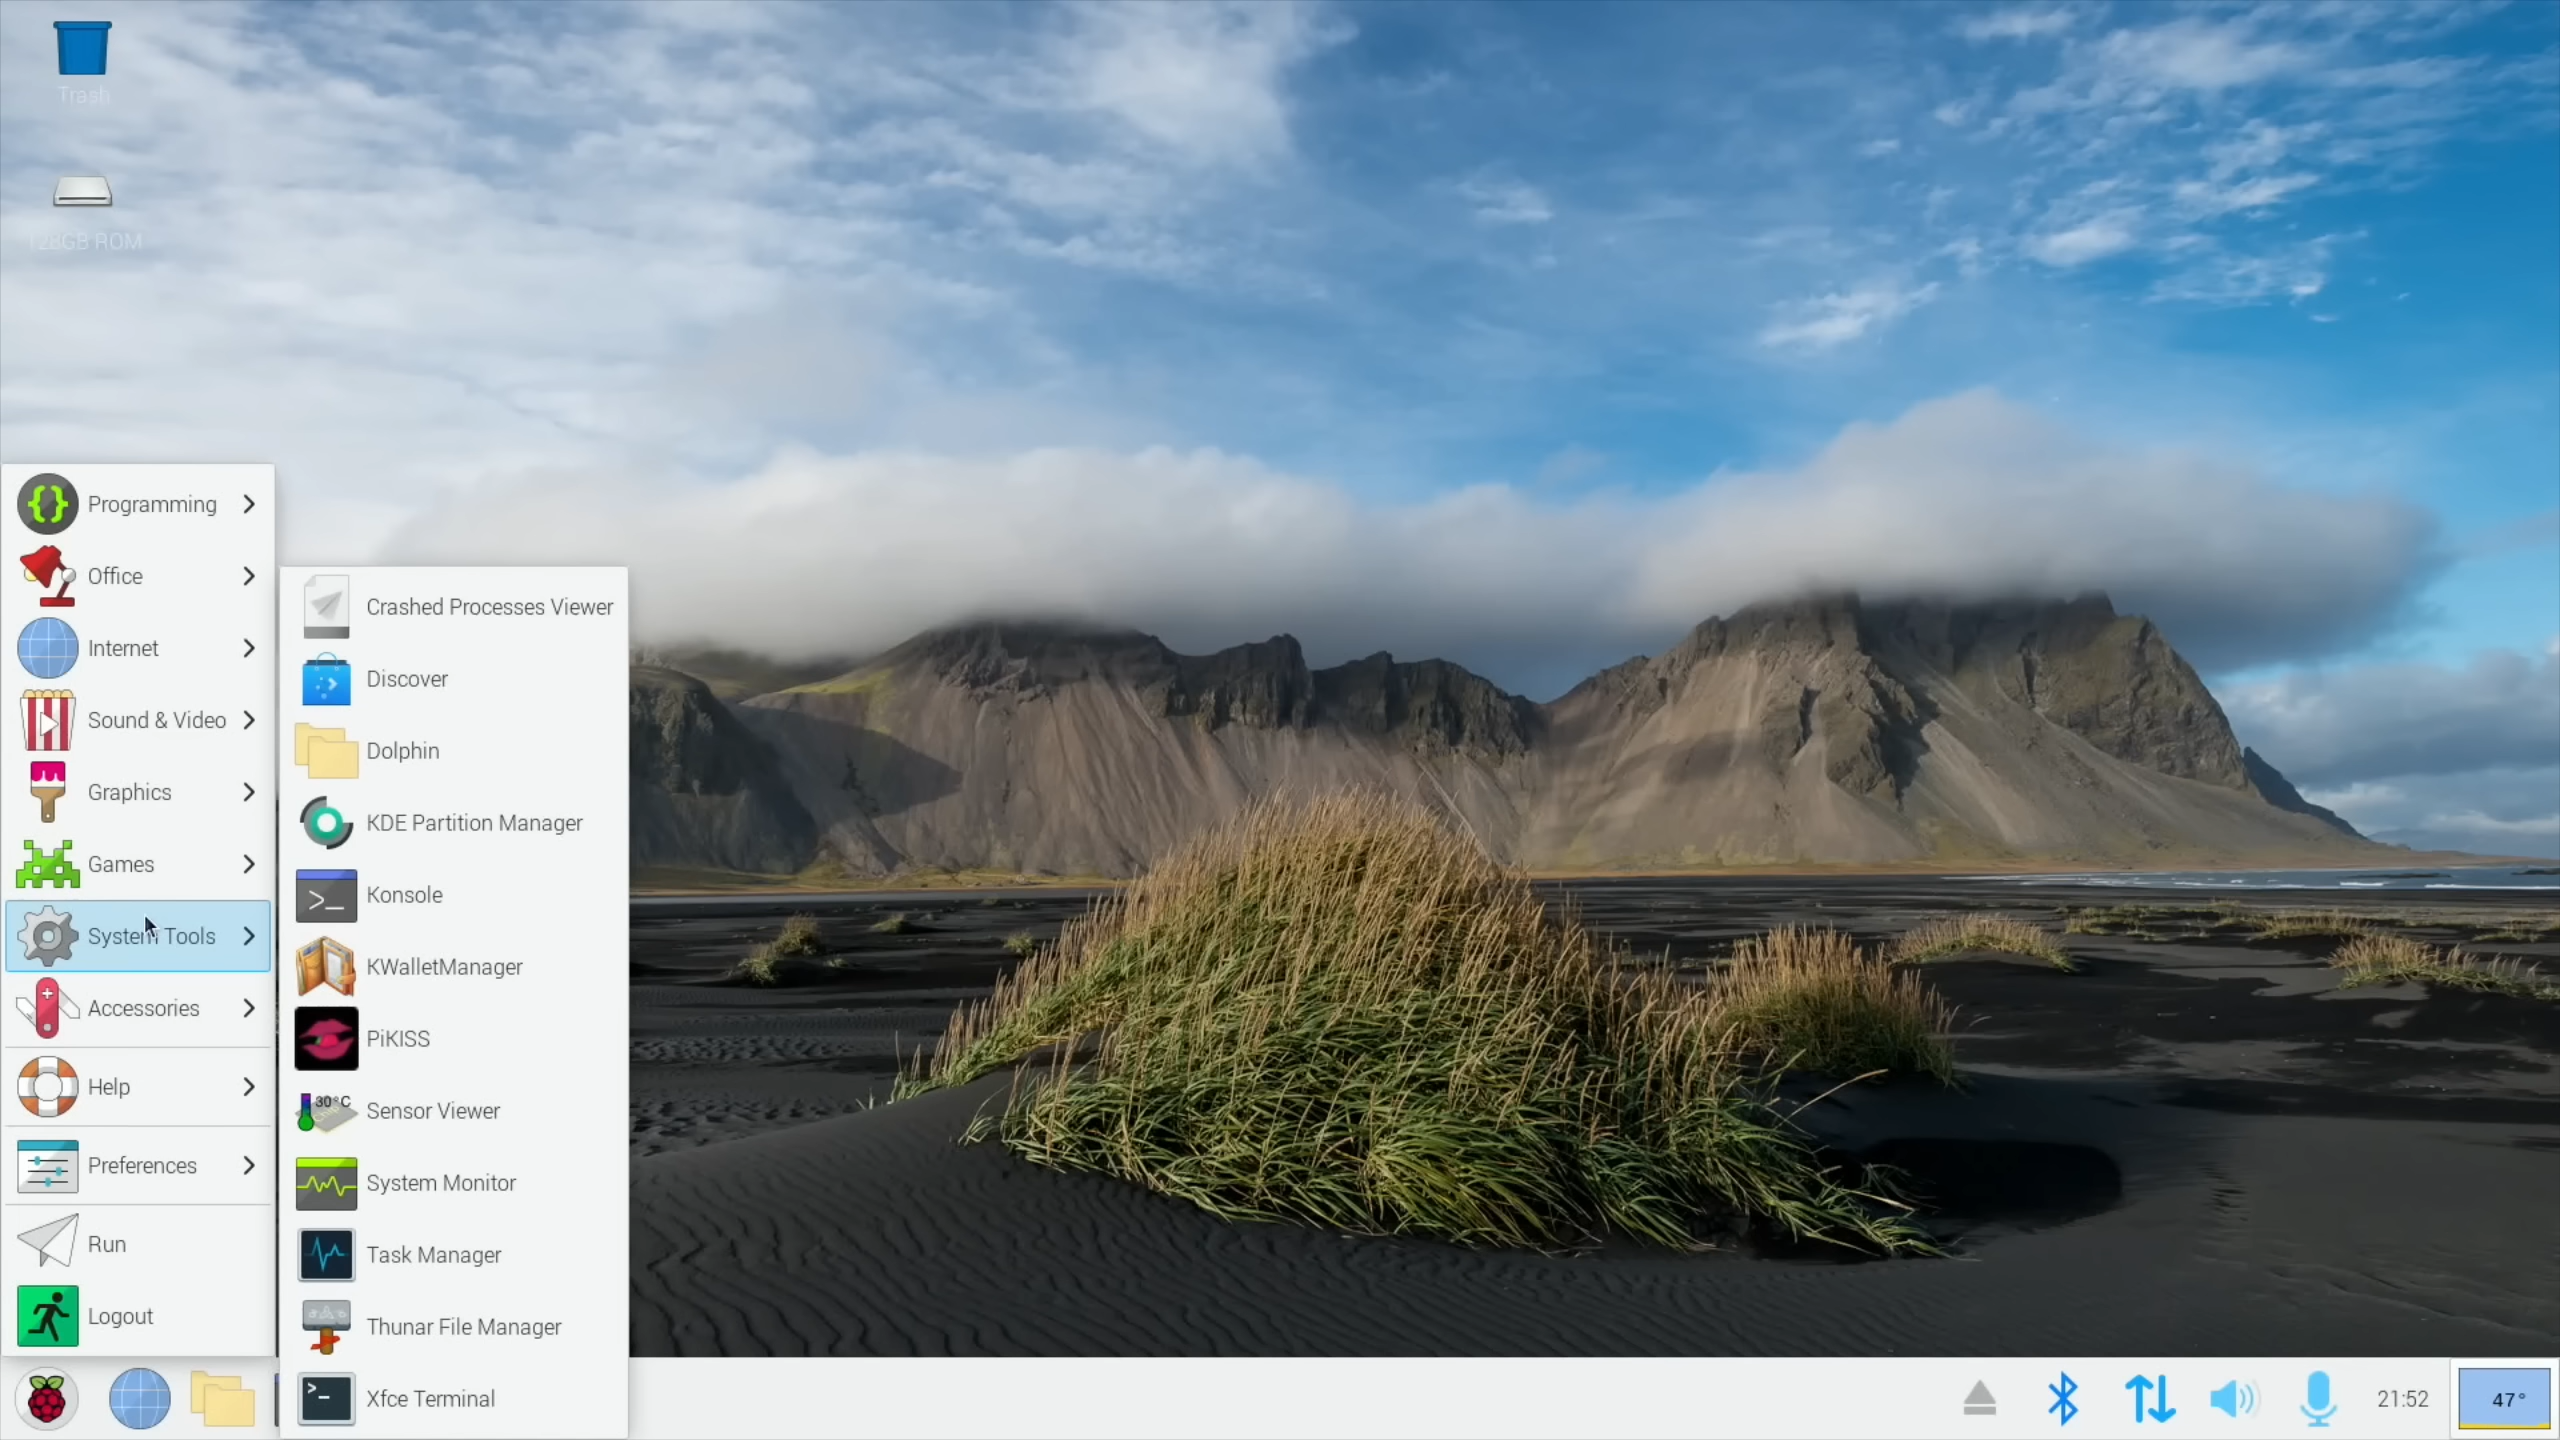 Trash
128GB ROM
Programming
Office
Internet
Sound & Video
Graphics
Games
System Tools
Accessories
Help
Preferences
Run
Logout
Crashed Processes Viewer
Discover
Dolphin
KDE Partition Manager
Konsole
KWalletManager
PiKISS
30°C
Sensor Viewer
System Monitor
Task Manager
Thunar File Manager
Xfce Terminal
21:52
47°